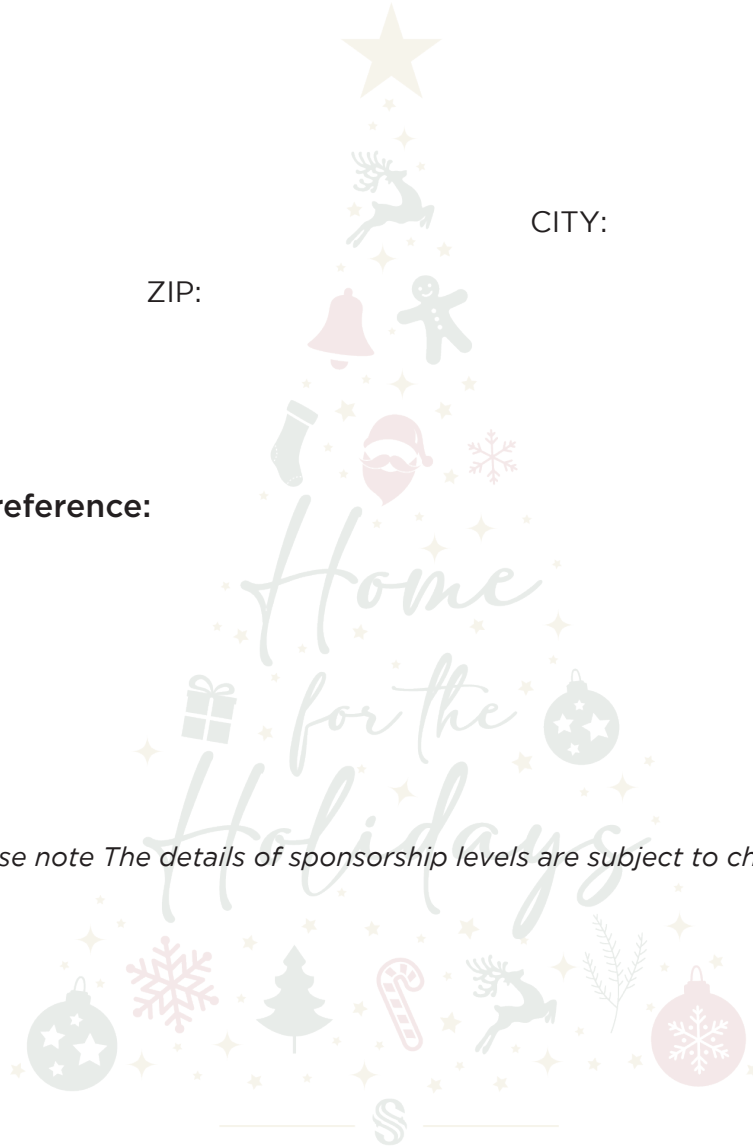 CITY:
ZIP:
reference:
Home
for the
Holidays
se note The details of sponsorship levels are subject to ch
S